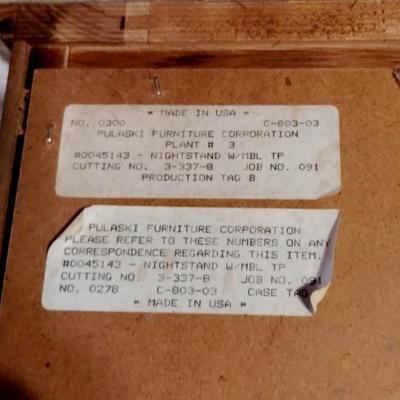 * MADE IN USA *
NO. 0300 C-803-03
PULASKI FURNITURE CORPORATION
PLANT # 3
#0045143 - NIGHTSTAND W/MBL TP
CUTTING NO. 3-337-8 JOB NO. 091
PRODUCTION TAG B
PULASKI FURNITURE CORPORATION
PLEASE REFER TO THESE NUMBERS ON ANY
CORRESPONDENCE REGARDING THIS ITEM.
#0045143 - NIGHTSTAND W/MBL TP
CUTTING NO. 3-337-8 JOB NO. 091
NO. 0278 C-803-03 CASE TAG
* MADE IN USA *